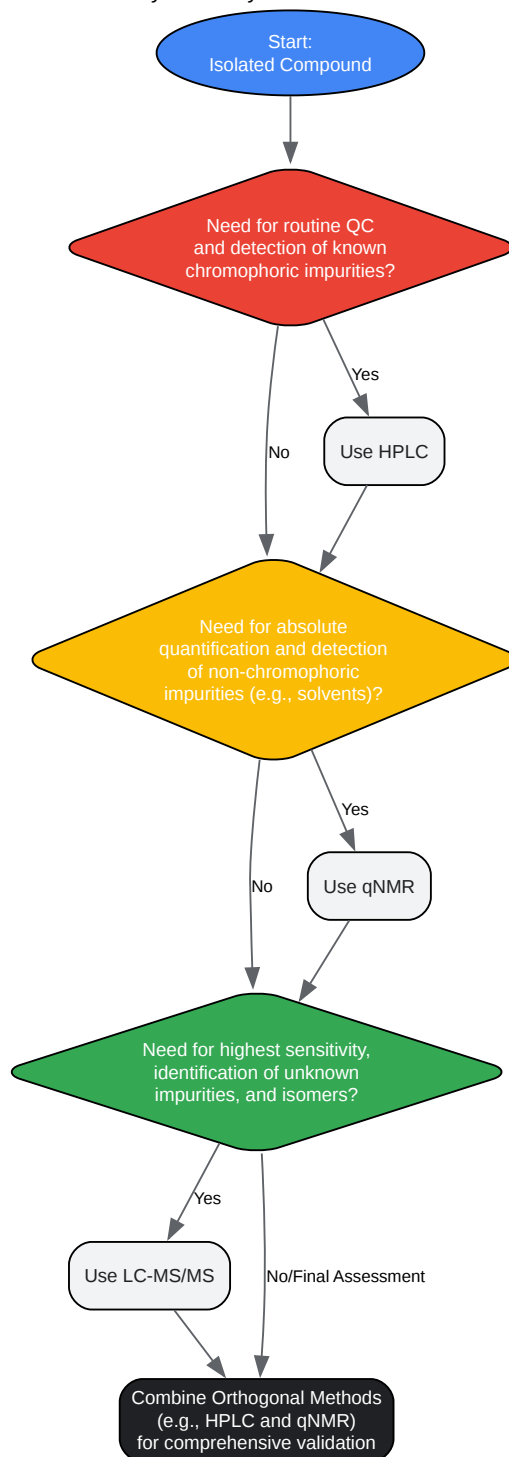 Start:
Isolated Compound
Need for routine QC
and detection of known
chromophoric impurities?
Yes
Use HPLC
No
Need for absolute
quantification and detection
of non-chromophoric
impurities (e.g., solvents)?
Yes
Use qNMR
No
Need for highest sensitivity,
identification of unknown
impurities, and isomers?
Yes
Use LC-MS/MS
No/Final Assessment
Combine Orthogonal Methods
(e.g., HPLC and qNMR)
for comprehensive validation